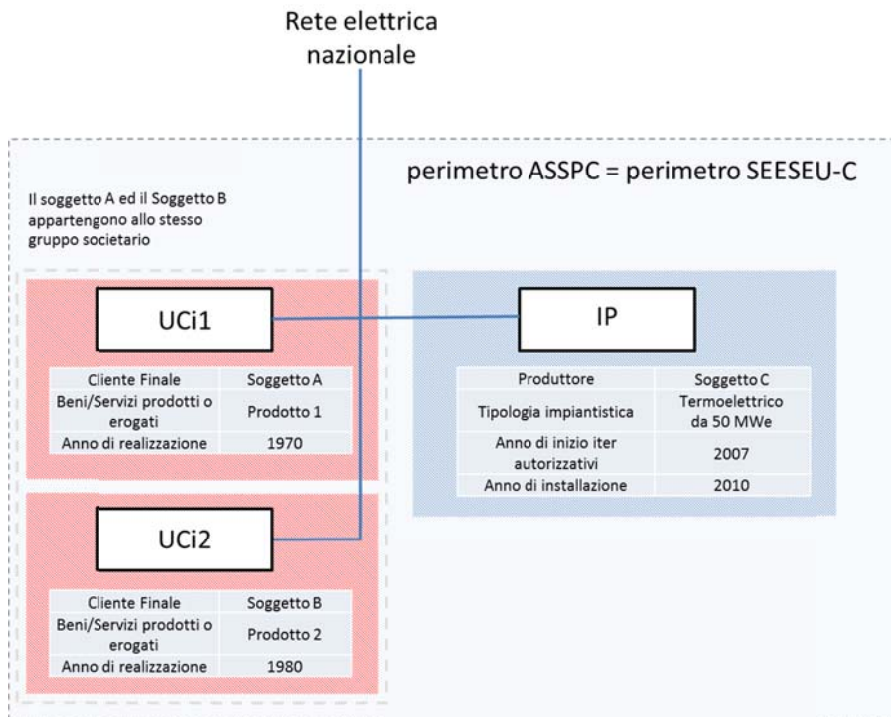 Rete elettrica
nazionale
perimetro ASSPC = perimetro SEESEU-C
Il soggetto A ed il Soggetto B
appartengono allo stesso
gruppo societario
UCi1
Cliente Finale Soggetto A
Beni/Servizi prodotti o
erogati Prodotto 1
Anno di realizzazione 1970
IP
Produttore Soggetto C
Tipologia impiantistica Termoelettrico
da 50 MWe
Anno di inizio iter
autorizzativi 2007
Anno di installazione 2010
UCi2
Cliente Finale Soggetto B
Beni/Servizi prodotti o
erogati Prodotto 2
Anno di realizzazione 1980